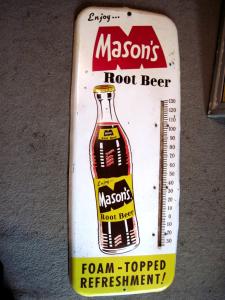 Enjoy...
Mason's
Root Beer
Enjoy
Mason's
Root Beer
120
110
100
90
80
70
60
50
40
30
20
10
0
10
20
30
FOAM-TOPPED
REFRESHMENT!